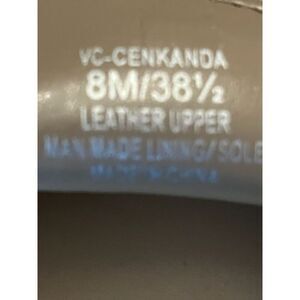 VC-CENKANDA
8M/38½
LEATHER UPPER
MAN MADE LINING/SOLE
MADE IN CHINA